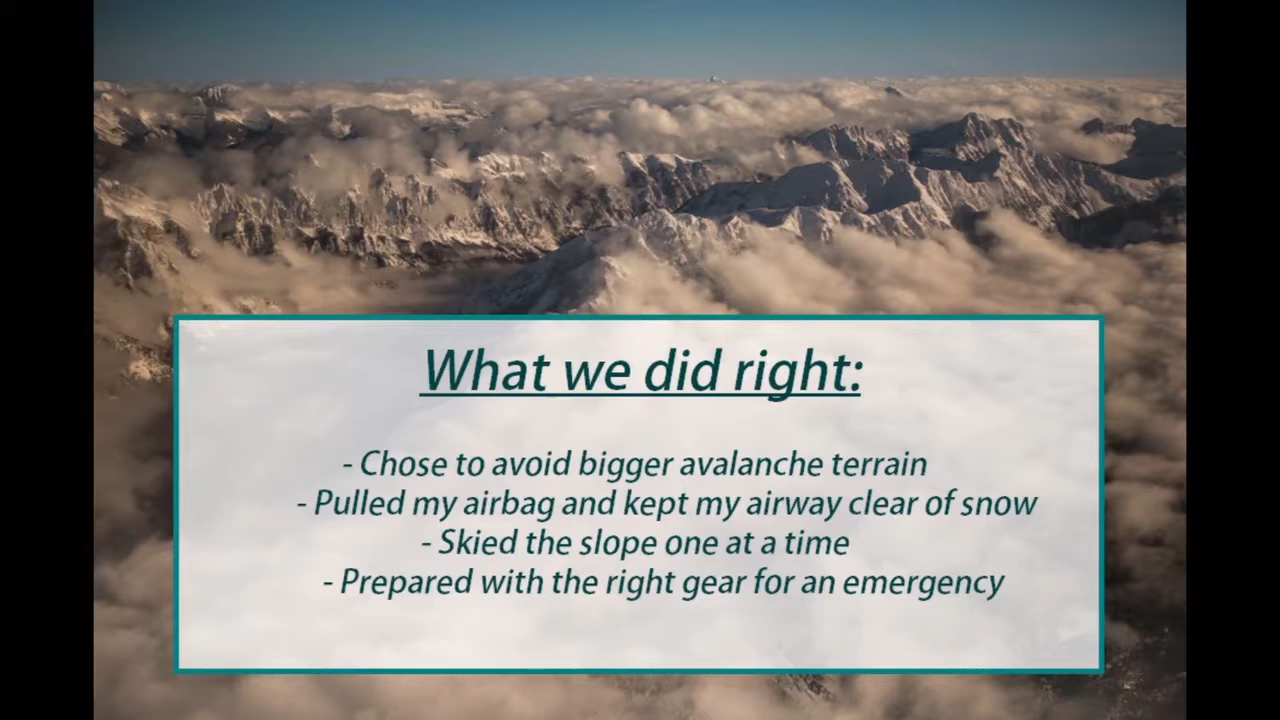 What we did right:
- Chose to avoid bigger avalanche terrain
- Pulled my airbag and kept my airway clear of snow
- Skied the slope one at a time
- Prepared with the right gear for an emergency